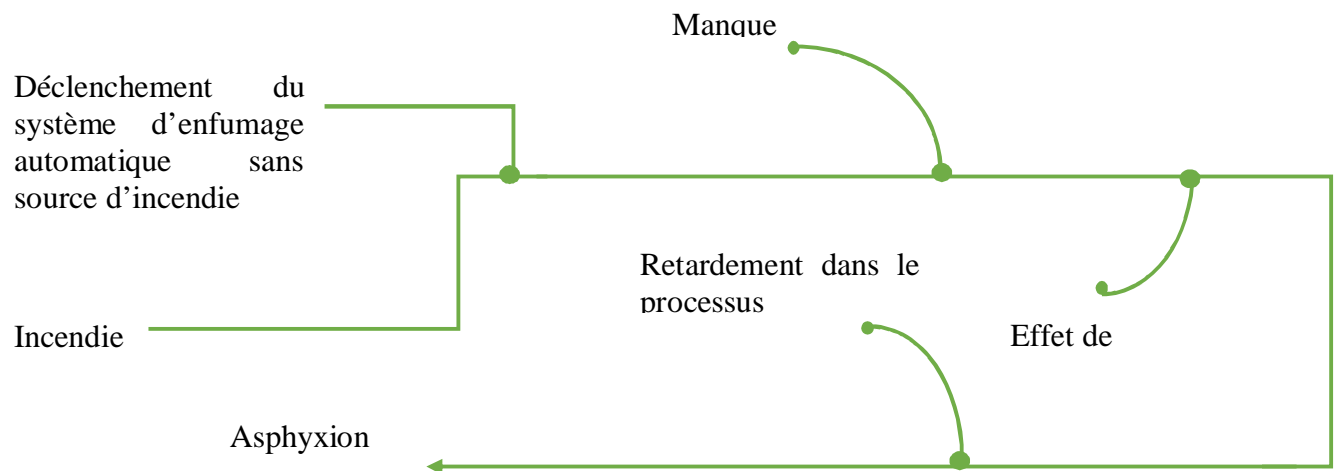 Manque
Déclenchement du
système d’enfumage
automatique sans
source d’incendie
Retardement dans le
processus
Incendie
Effet de
Asphyxion